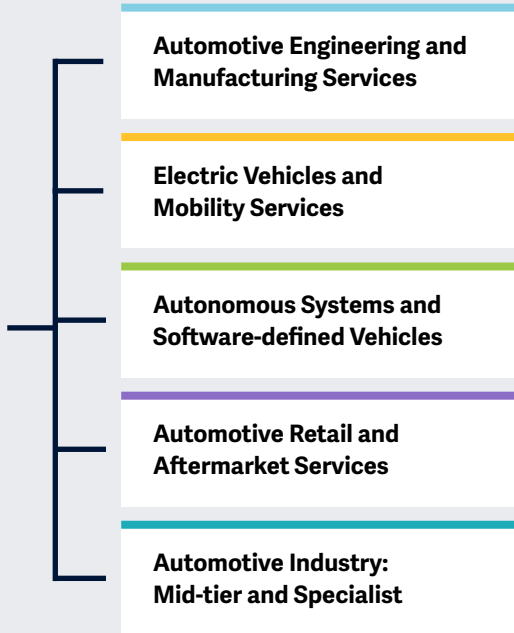 Automotive Engineering and
Manufacturing Services
Electric Vehicles and
Mobility Services
Autonomous Systems and
Software-defined Vehicles
Automotive Retail and
Aftermarket Services
Automotive Industry:
Mid-tier and Specialist